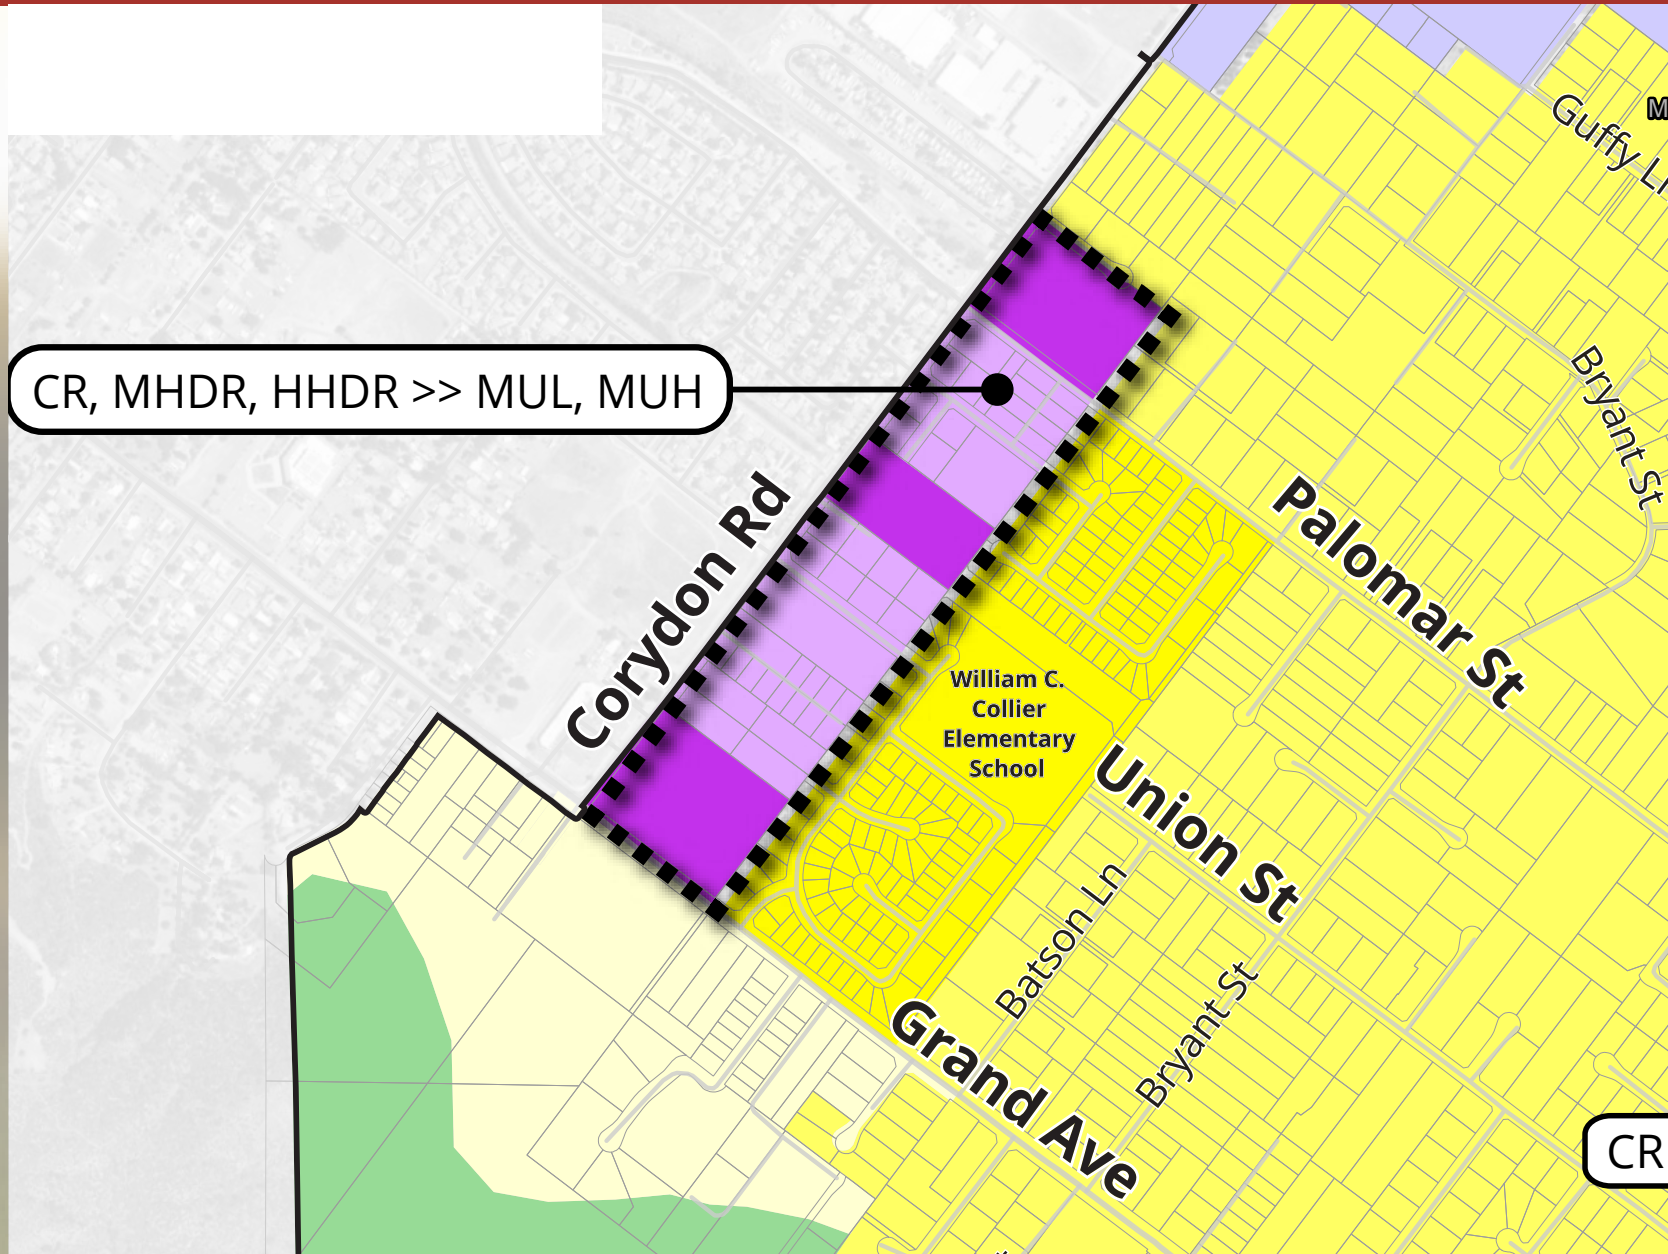 Guffy
M
CR, MHDR, HHDR >> MUL, MUH
Bryant St
Corydon Rd
Palomar St
William C.
Collier
Elementary
School
Union St
Batson Ln
Bryant St
Grand Ave
CR